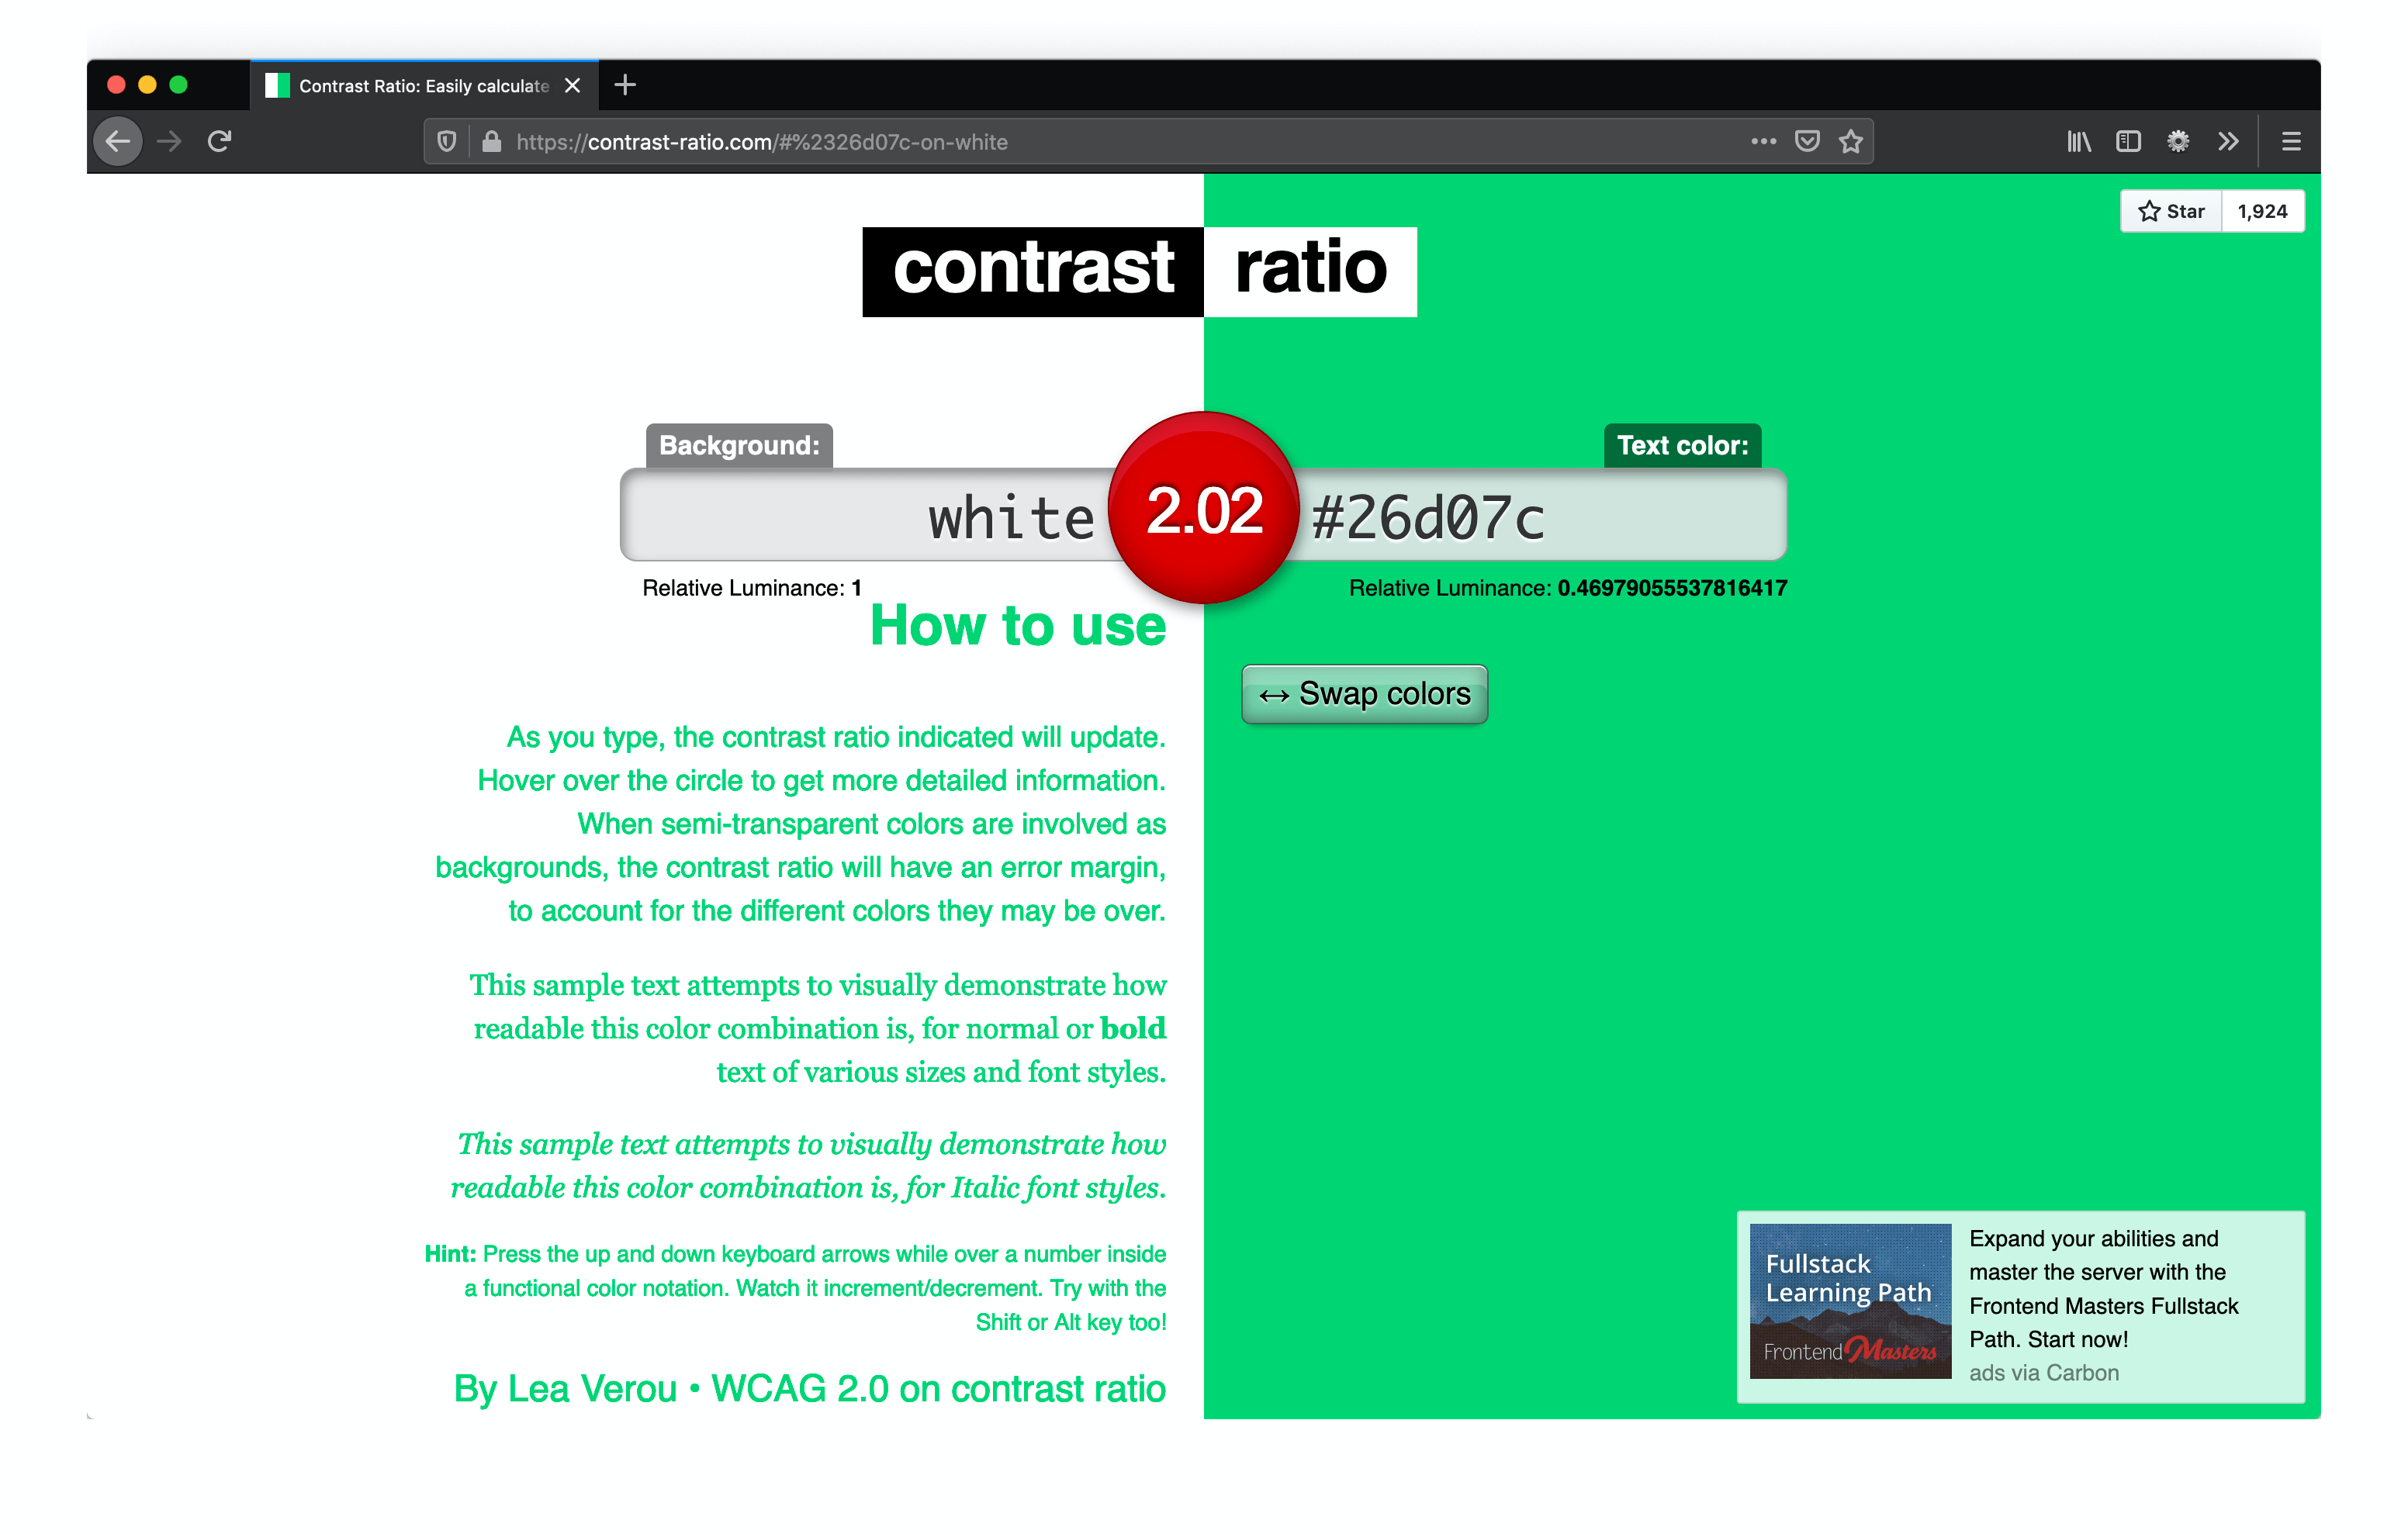 Contrast Ratio: Easily calculate
https://contrast-ratio.com/#%2326d07c-on-white
Star 1,924
contrast ratio
Background:
Text color:
white 2.02 #26d07c
Relative Luminance: 1
Relative Luminance: 0.46979055537816417
How to use
↔ Swap colors
As you type, the contrast ratio indicated will update.
Hover over the circle to get more detailed information.
When semi-transparent colors are involved as
backgrounds, the contrast ratio will have an error margin,
to account for the different colors they may be over.
This sample text attempts to visually demonstrate how
readable this color combination is, for normal or bold
text of various sizes and font styles.
This sample text attempts to visually demonstrate how
readable this color combination is, for Italic font styles.
Hint: Press the up and down keyboard arrows while over a number inside
a functional color notation. Watch it increment/decrement. Try with the
Shift or Alt key too!
By Lea Verou • WCAG 2.0 on contrast ratio
Fullstack
Learning Path
Frontend Masters
Expand your abilities and
master the server with the
Frontend Masters Fullstack
Path. Start now!
ads via Carbon